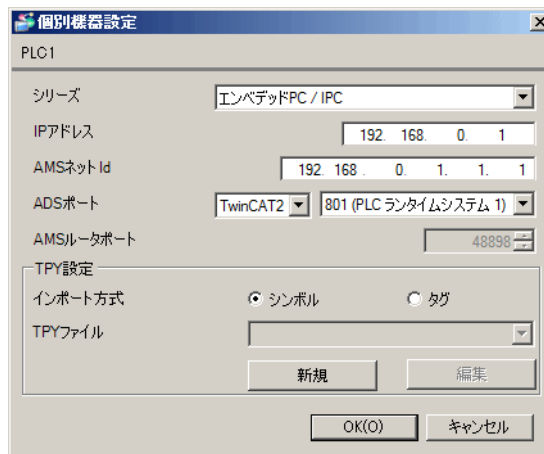 個別機器設定
PLC1
シリーズ エンベデッドPC / IPC
IPアドレス 192. 168. 0. 1
AMSネット Id 192. 168. 0. 1. 1. 1
ADSポート TwinCAT2 801 (PLC ランタイムシステム 1)
AMSルータポート 48898
TPY設定
インポート方式 シンボル タグ
TPYファイル
新規 編集
OK(O) キャンセル